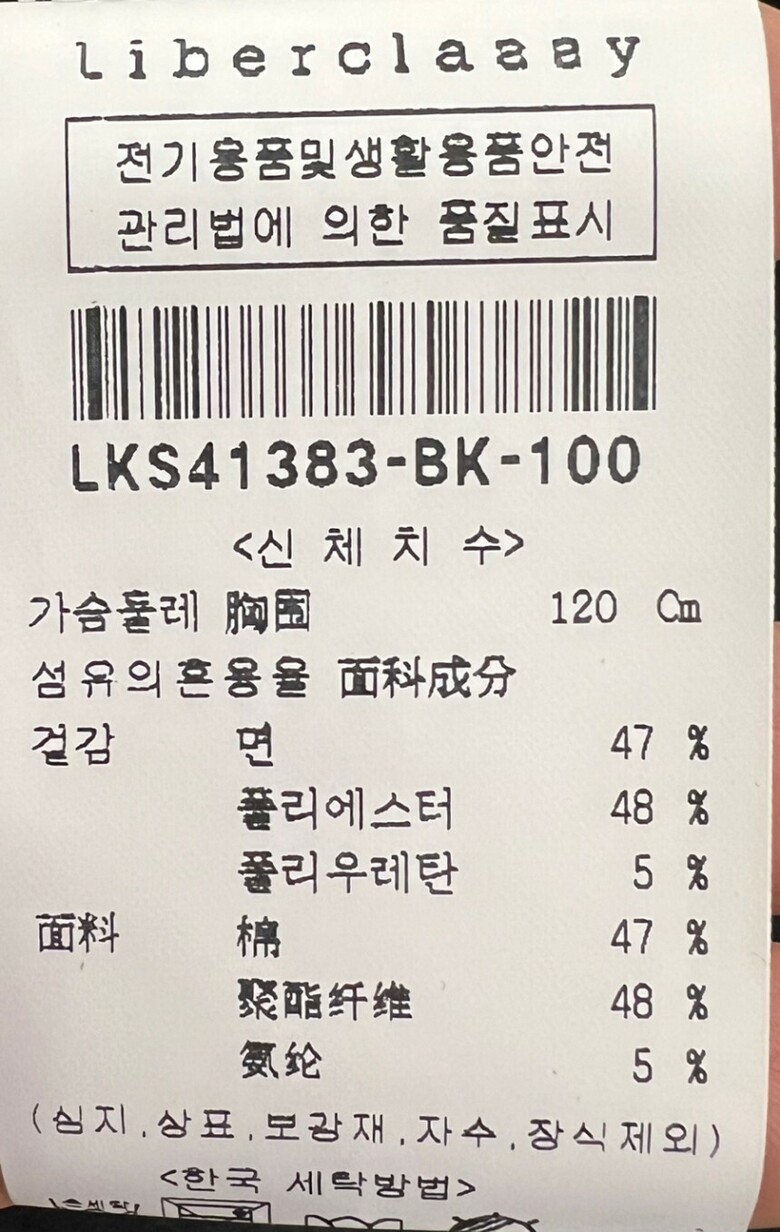 Liberclassy
전기용품및생활용품안전
관리법에 의한 품질표시
LKS41383-BK-100
<신 체 치 수>
가슴둘레 胸围 120 Cm
섬유의혼용율 面料成分
겉감 면 47 %
폴리에스터 48 %
폴리우레탄 5 %
面料 棉 47 %
聚酯纤维 48 %
氨纶 5 %
(심지,상표,보강재,자수,장식제외)
<한국 세탁방법>